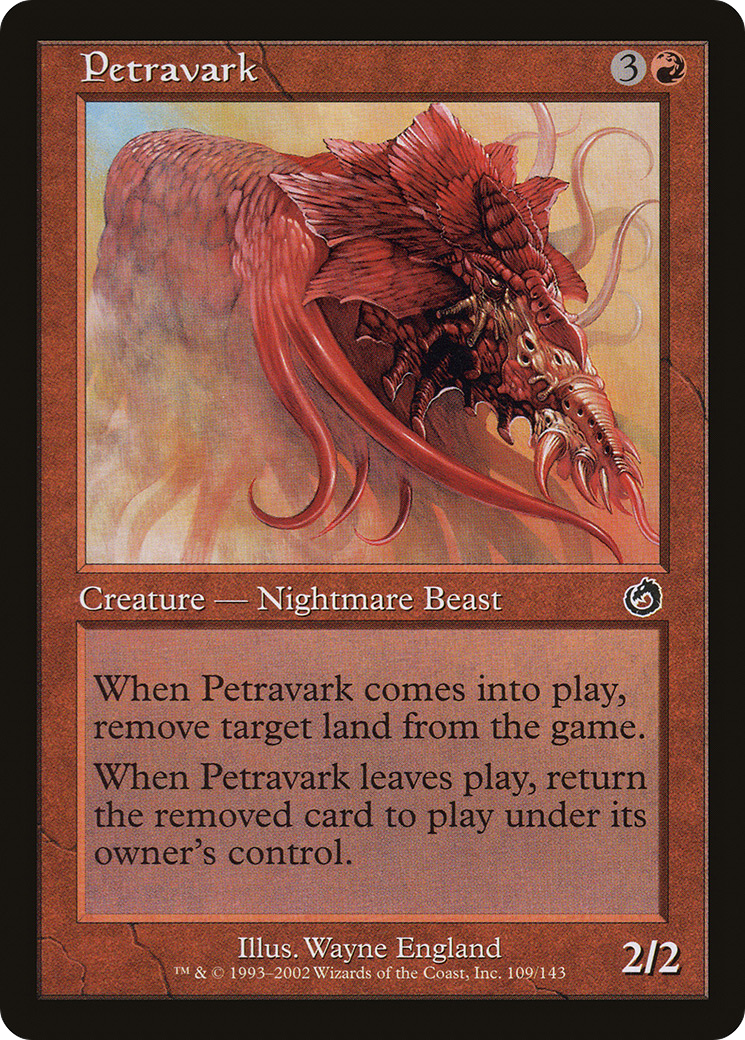 Petravark 3
Creature — Nightmare Beast
When Petravark comes into play,
remove target land from the game.
When Petravark leaves play, return
the removed card to play under its
owner's control.
Illus. Wayne England
™ & © 1993–2002 Wizards of the Coast, Inc. 109/143
2/2